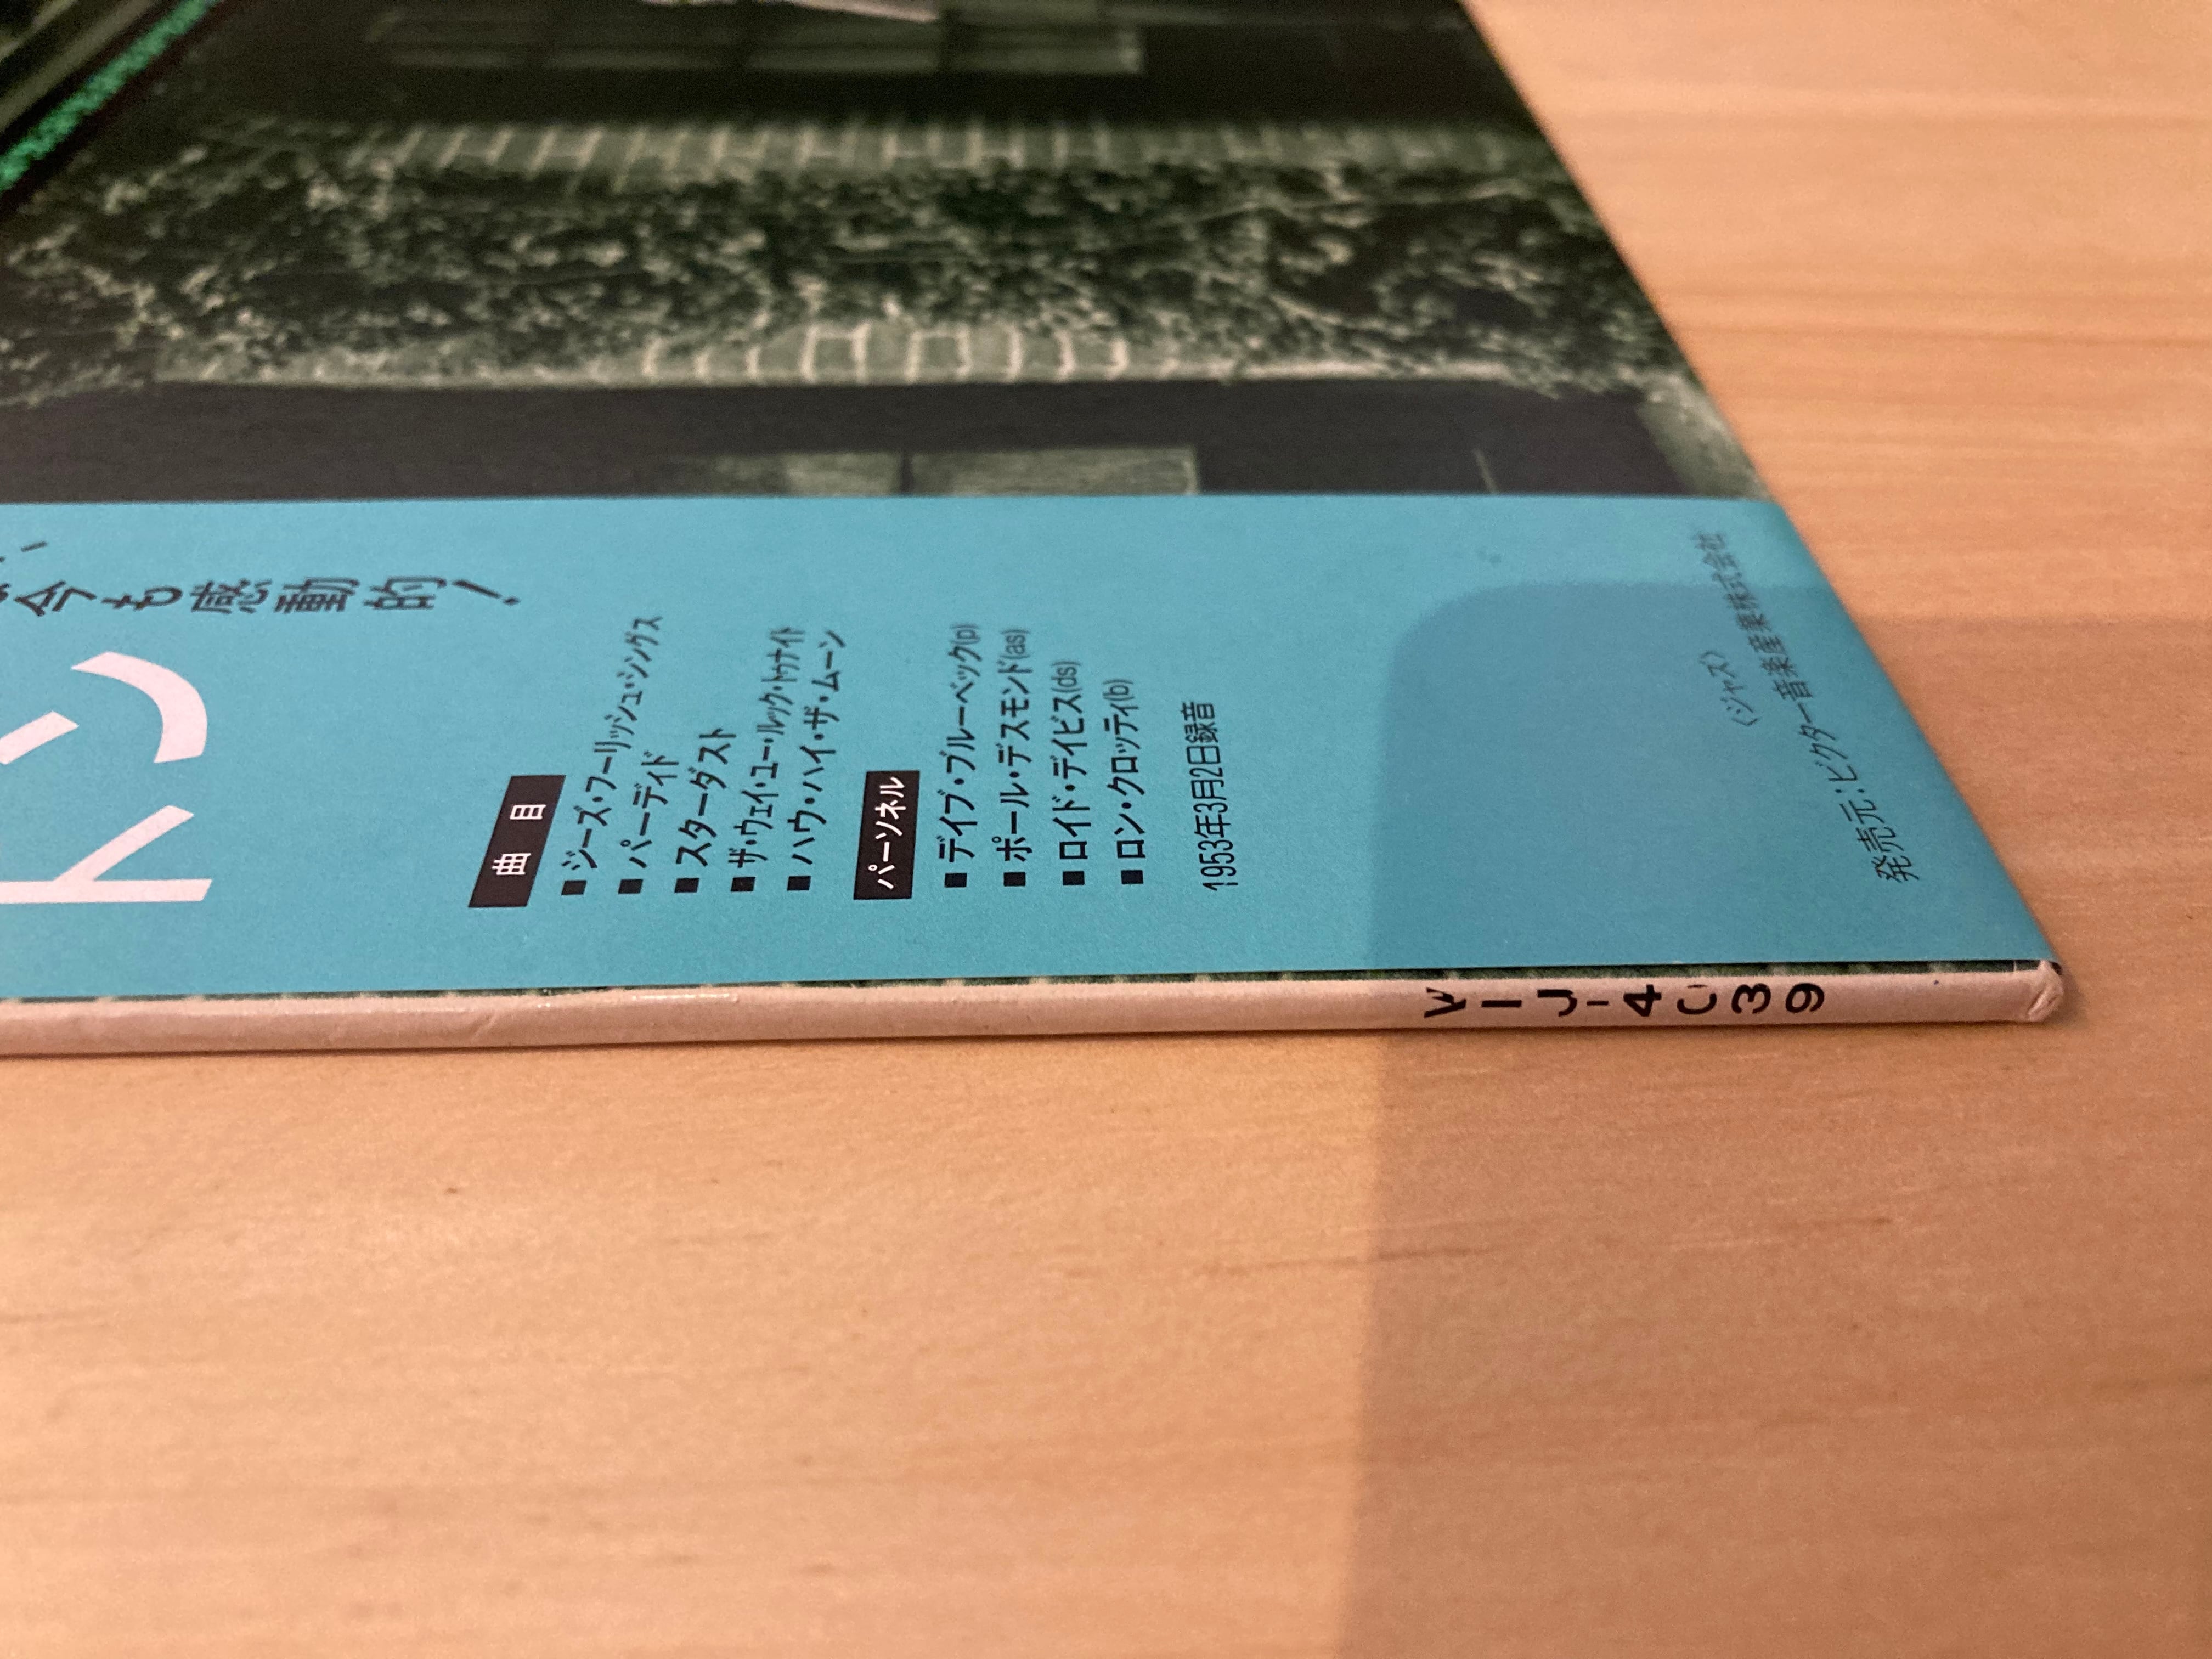 今も感動的!
トン
曲 目
■ジーズ・フーリッシュ・シングス
■パーディド
■スターダスト
■ザ・ウェイ・ユー・ルック・トゥナイト
■ハウ・ハイ・ザ・ムーン
パーソネル
■デイブ・ブルーベック(p)
■ポール・デスモンド(as)
■ロイド・デイビス(ds)
■ロン・クロッティ(b)
1953年3月2日録音
〈ジャズ〉
発売元:ビクター音楽産業株式会社
VIJ-4039